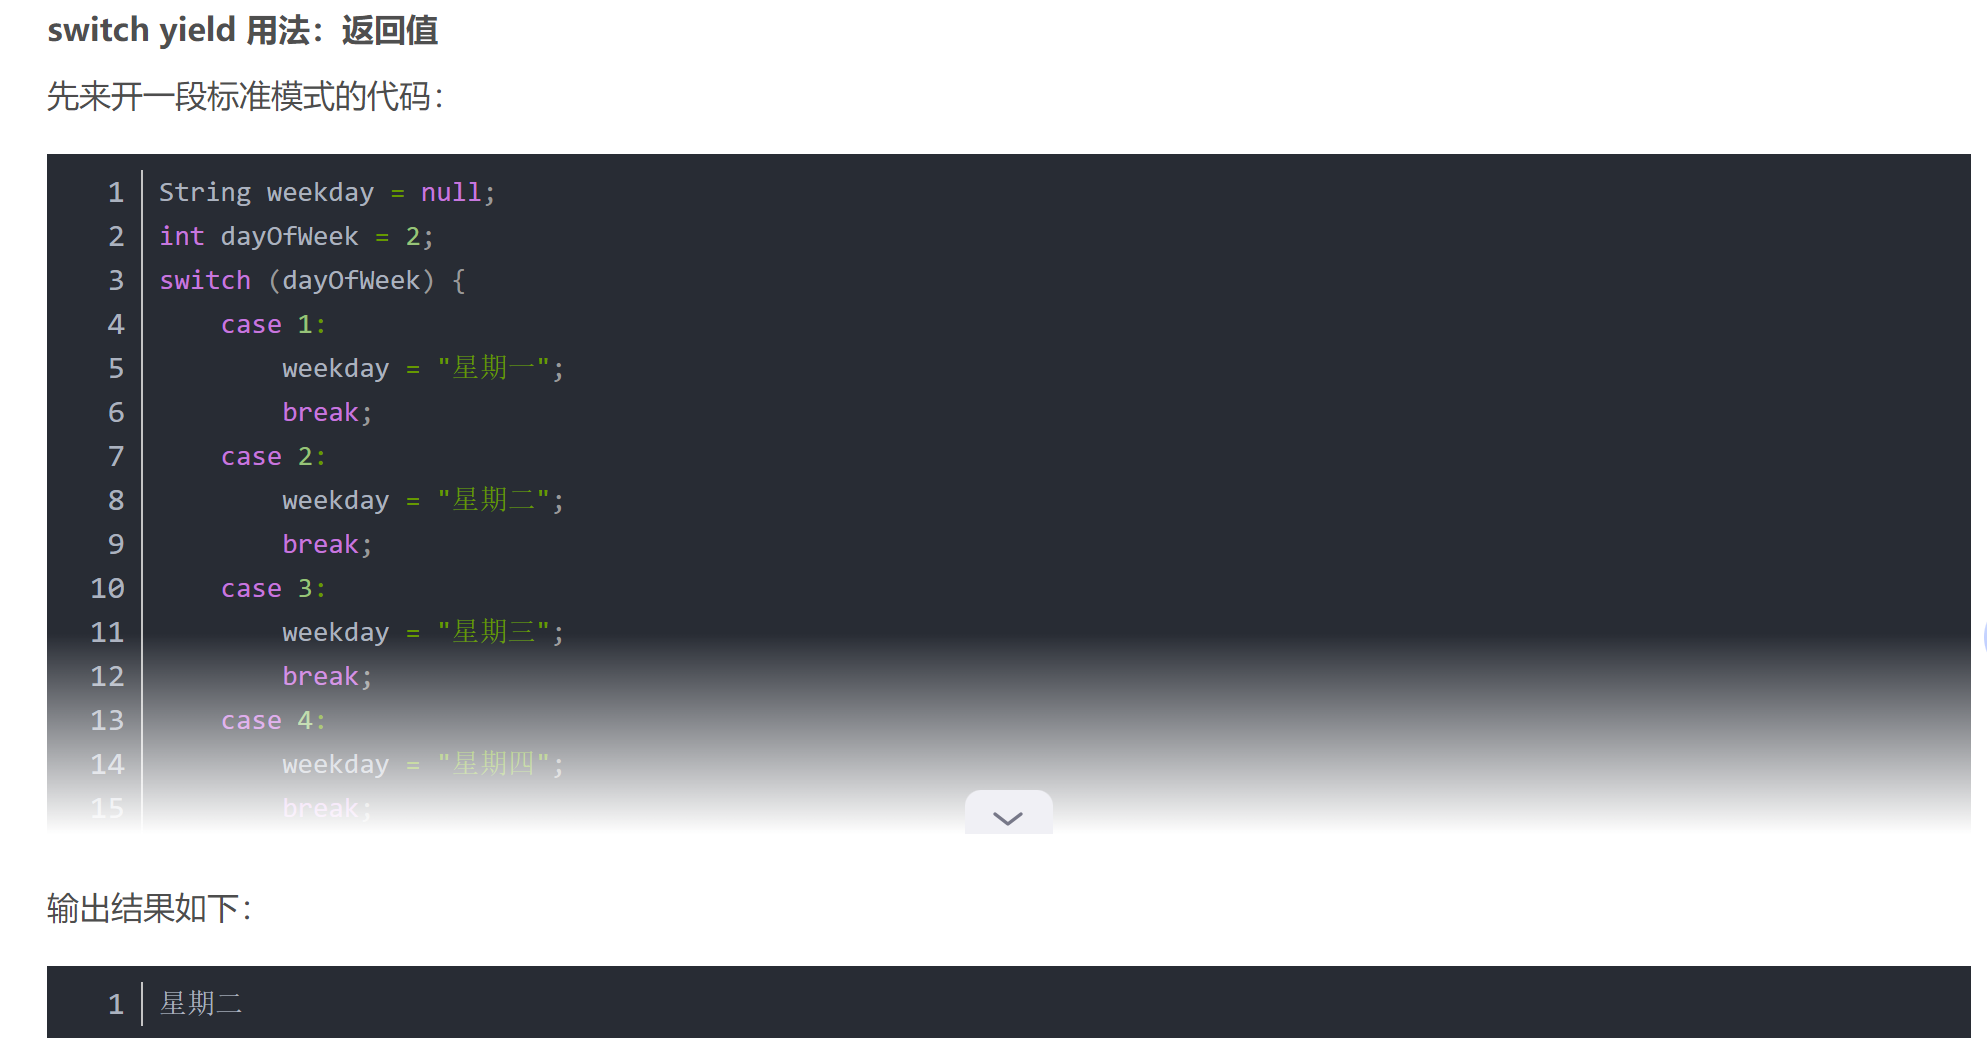 switch yield 用法：返回值
先来开一段标准模式的代码：
1 String weekday = null;
2 int dayOfWeek = 2;
3 switch (dayOfWeek) {
4     case 1:
5         weekday = "星期一";
6         break;
7     case 2:
8         weekday = "星期二";
9         break;
10     case 3:
11         weekday = "星期三";
12         break;
13     case 4:
14         weekday = "星期四";
15         break;
输出结果如下：
1 星期二